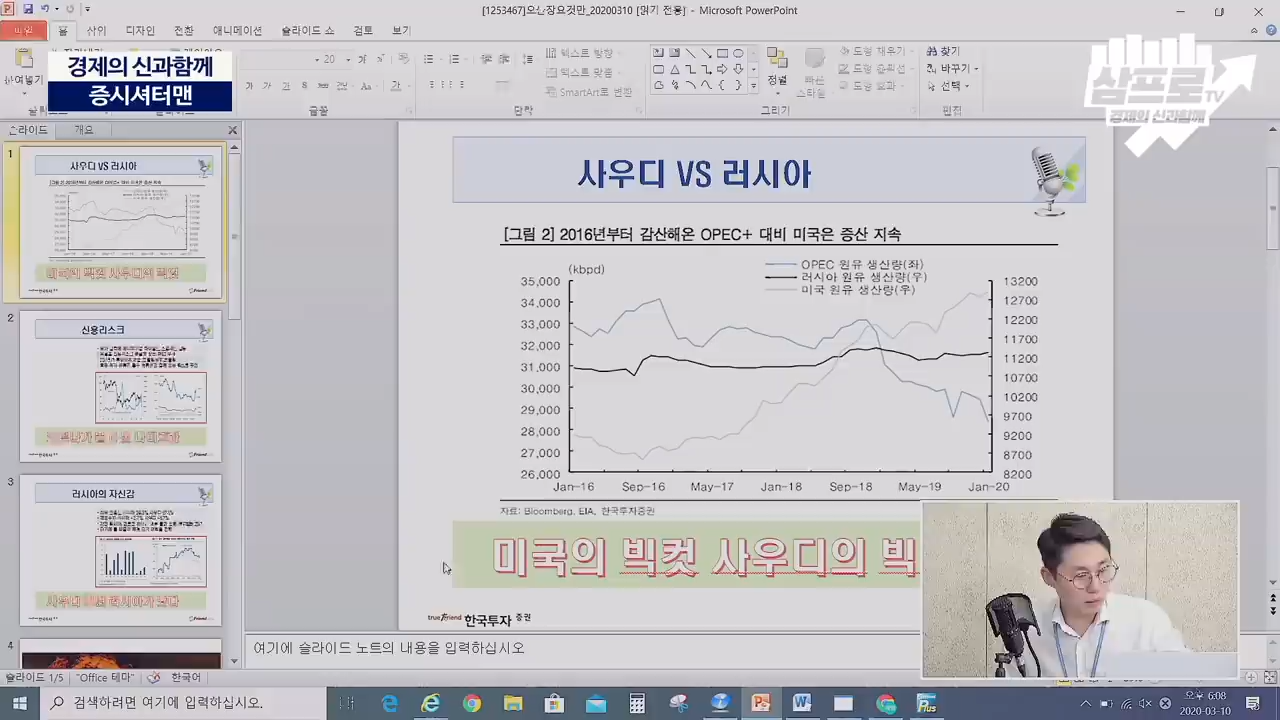 [1253467]으산장으것만_20200310 [읽기 전용] - Microsoft PowerPoint
파일 홈 삽입 디자인 전환 애니메이션 슬라이드 쇼 검토 보기
경제의 신과함께
증시셔터맨
20
텍스트 방향
텍스트 맞춤
SmartArt로 변환
정렬
빠른
스타일
도형 채우기
도형 윤곽선
도형 효과
찾기
바꾸기
선택
글꼴
단락
그리기
편집
삼프로TV
경제의 신과함께
슬라이드 개요
1
사우디 VS 러시아
2
신용리스크
3
러시아의 자신감
4
사우디 VS 러시아
[그림 2] 2016년부터 감산해온 OPEC+ 대비 미국은 증산 지속
(kbpd)
OPEC 원유 생산량(좌)
러시아 원유 생산량(우)
미국 원유 생산량(우)
35,000
34,000
33,000
32,000
31,000
30,000
29,000
28,000
27,000
26,000
13200
12700
12200
11700
11200
10700
10200
9700
9200
8700
8200
Jan-16 Sep-16 May-17 Jan-18 Sep-18 May-19 Jan-20
자료: Bloomberg, EIA, 한국투자증권
미국의 빅컷 사우디의 빅
true friend 한국투자 증권
여기에 슬라이드 노트의 내용을 입력하십시오
슬라이드 1/5 "Office 테마" 한국어
검색하려면 여기에 입력하십시오.
오후 6:08
2020-03-10